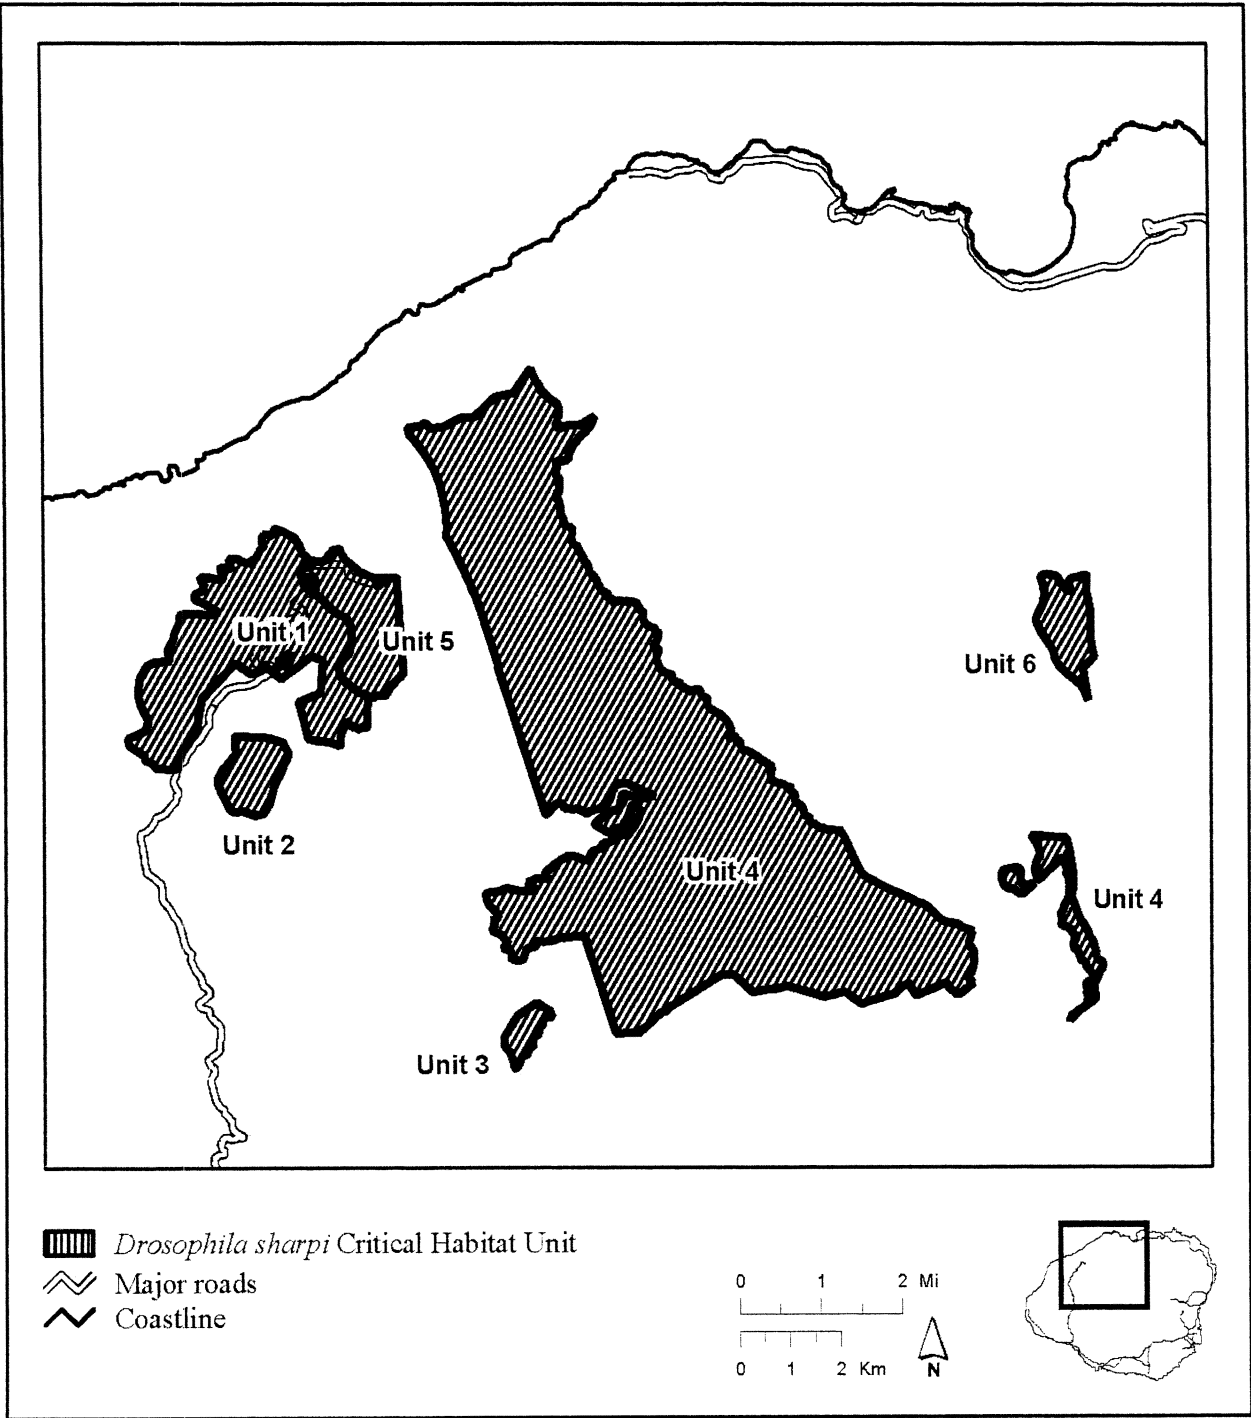 Unit 1
Unit 5
Unit 6
Unit 2
Unit 4
Unit 4
Unit 3
Drosophila sharpi Critical Habitat Unit
Major roads
Coastline
0 1 2 Mi
0 1 2 Km
N